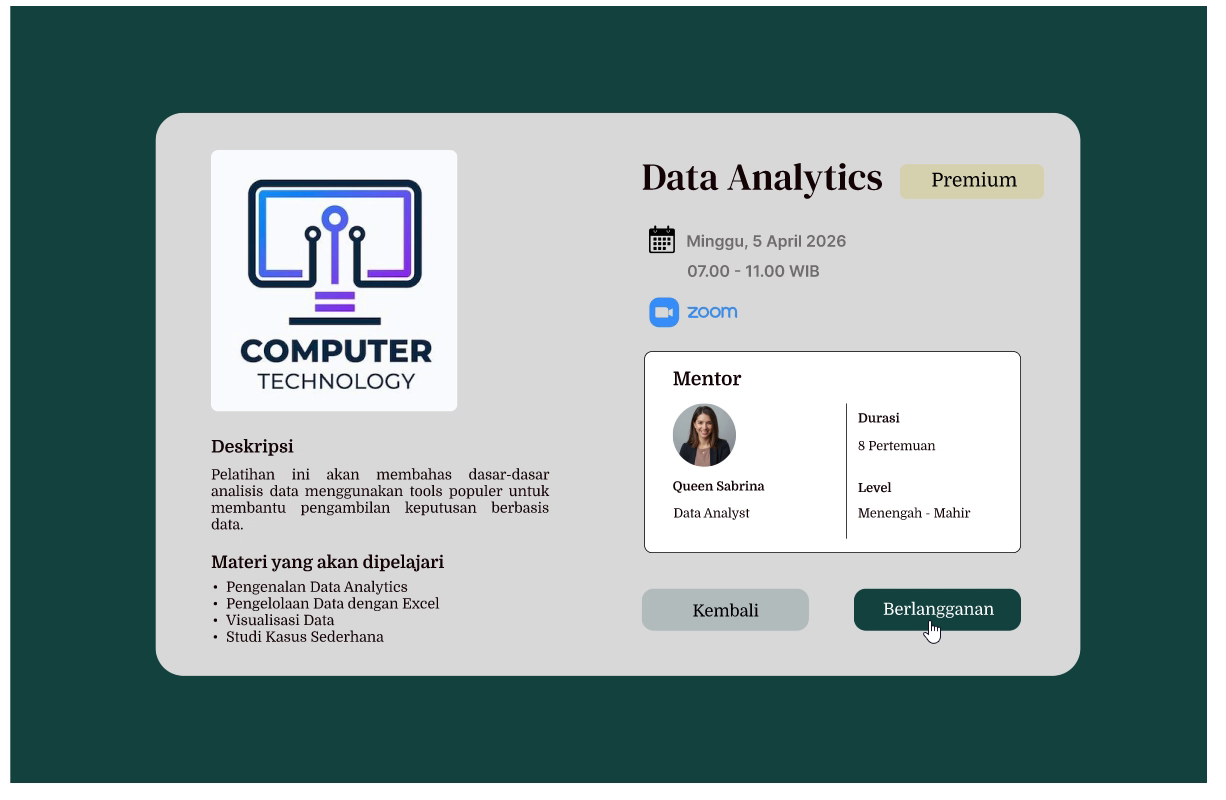 COMPUTER
TECHNOLOGY
Deskripsi
Pelatihan ini akan membahas dasar-dasar
analisis data menggunakan tools populer untuk
membantu pengambilan keputusan berbasis
data.
Materi yang akan dipelajari
• Pengenalan Data Analytics
• Pengelolaan Data dengan Excel
• Visualisasi Data
• Studi Kasus Sederhana
Data Analytics
Premium
Minggu, 5 April 2026
07.00 - 11.00 WIB
zoom
Mentor
Queen Sabrina
Data Analyst
Durasi
8 Pertemuan
Level
Menengah - Mahir
Kembali
Berlangganan